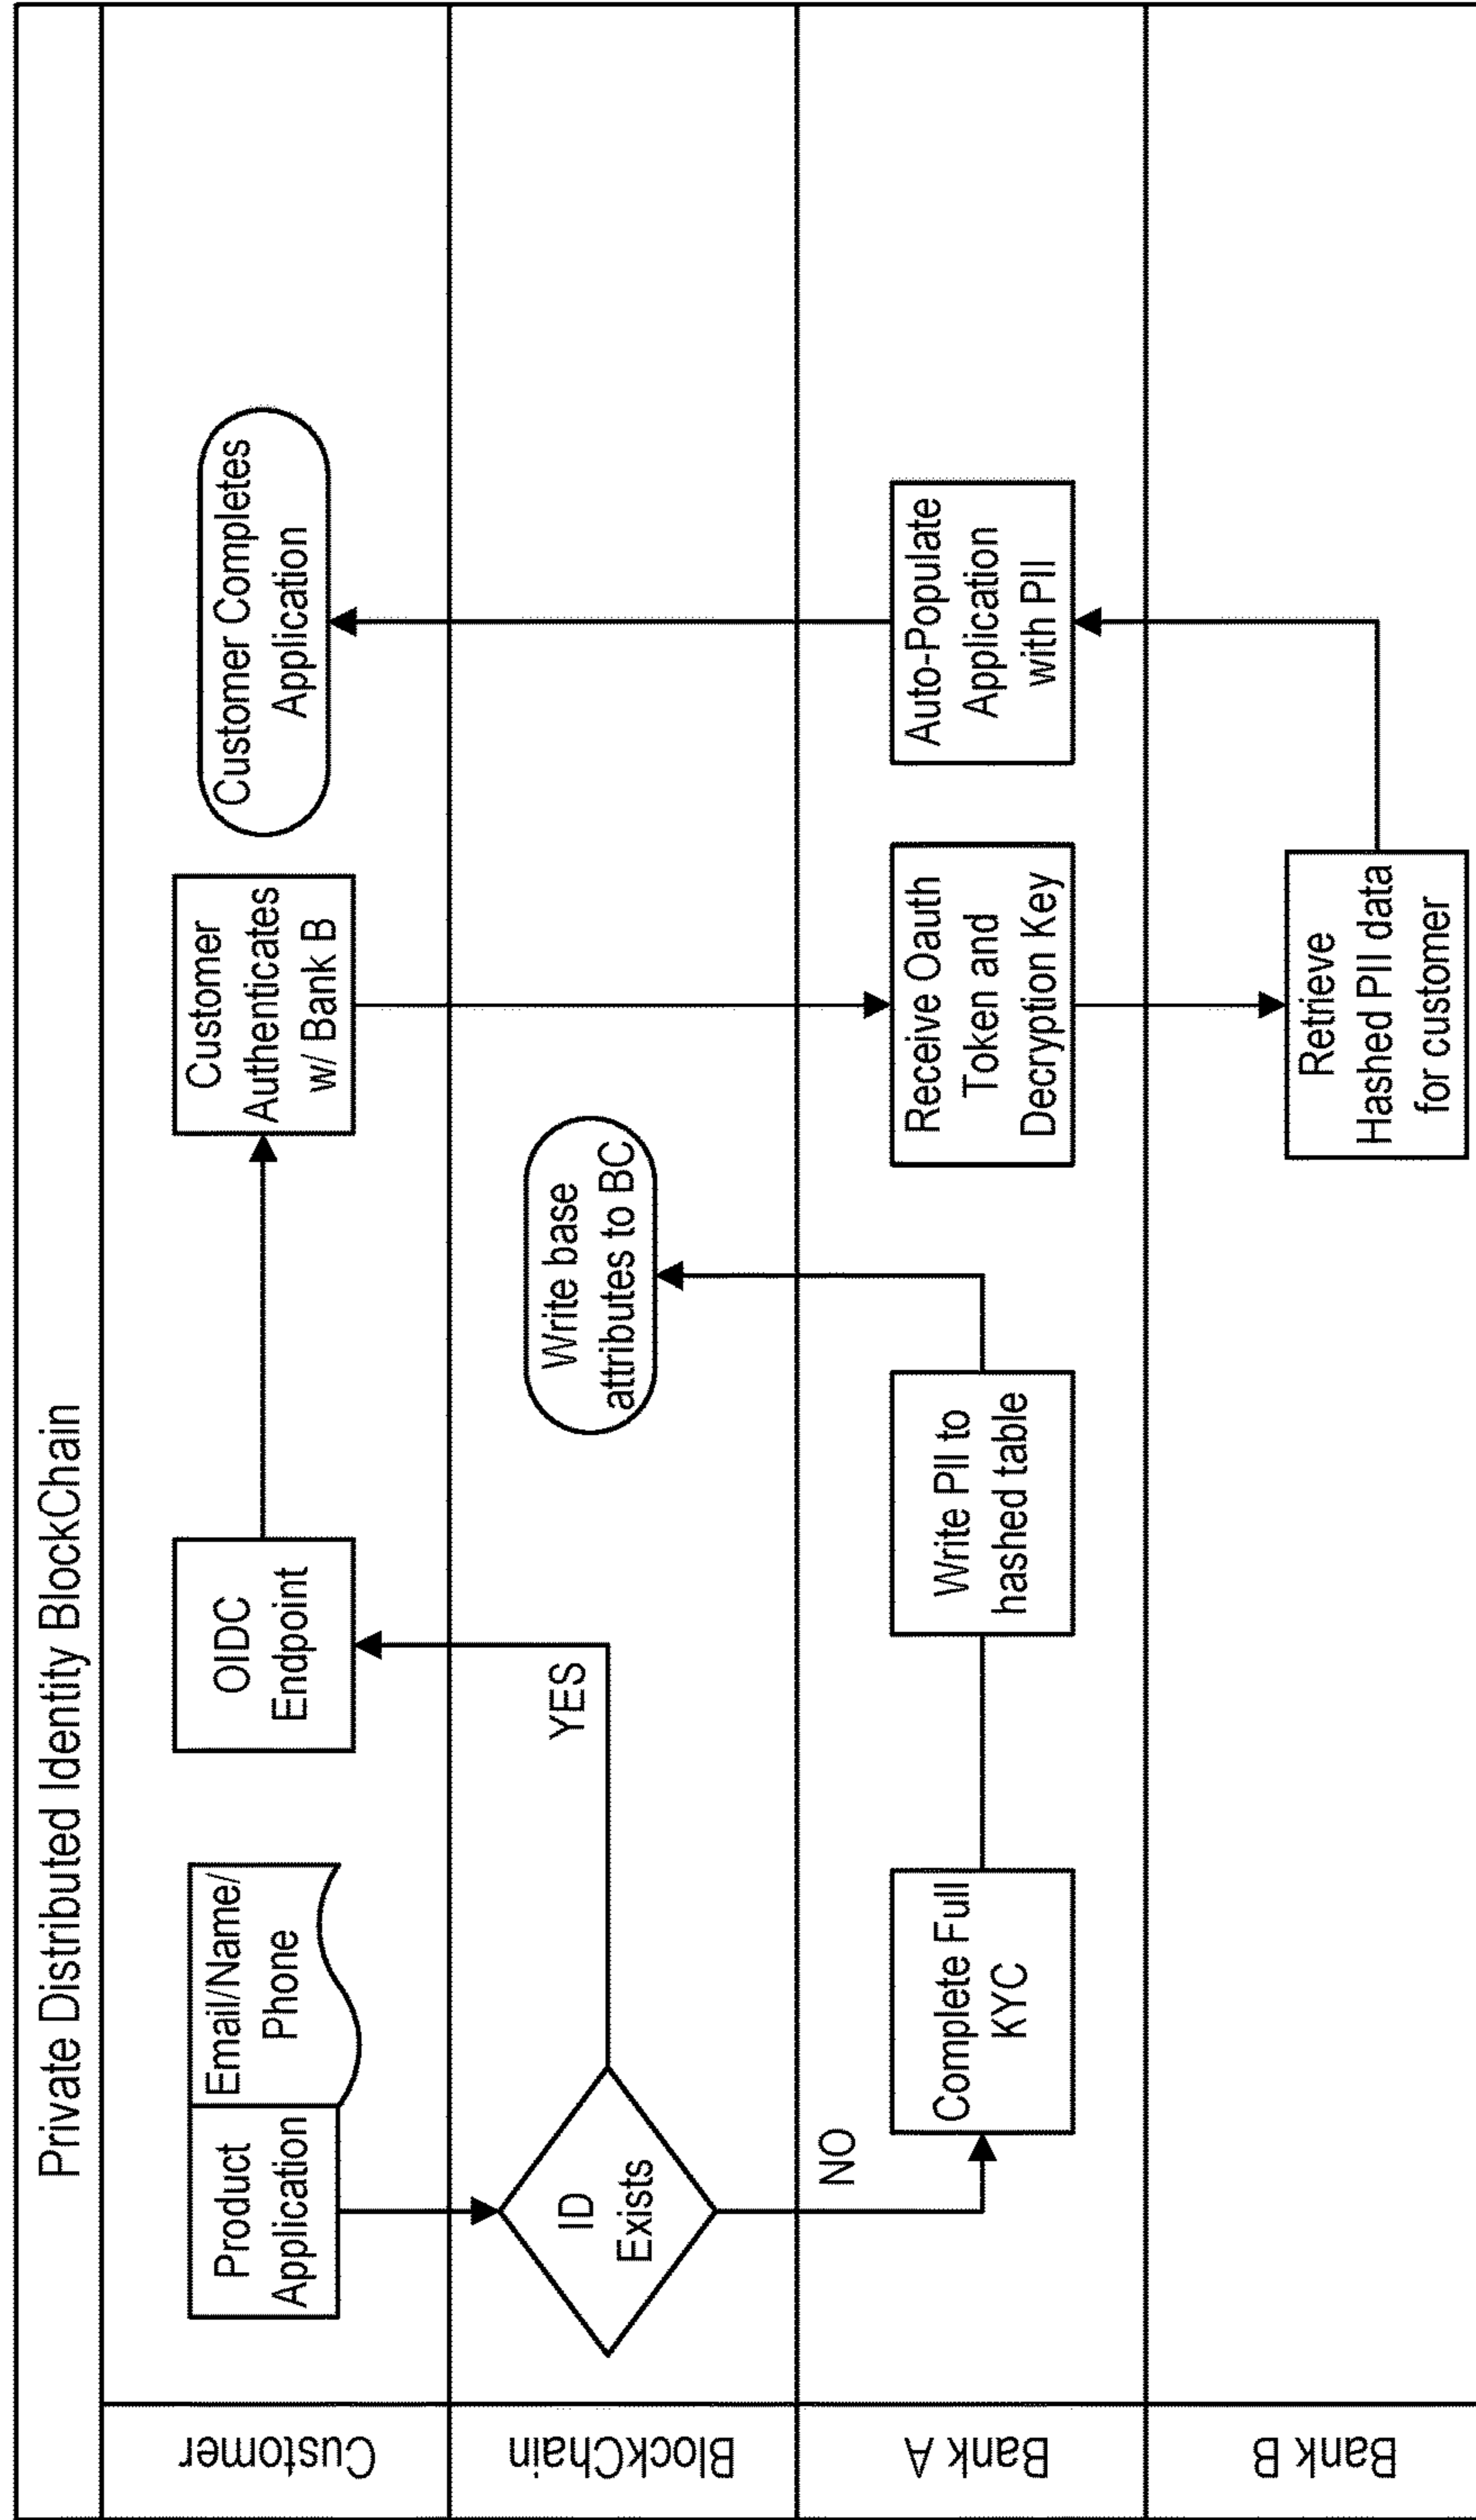 Private Distributed Identity BlockChain
Customer
Product
Application
Email/Name/
Phone
OIDC
Endpoint
Customer
Authenticates
w/ Bank B
Customer Completes
Application
BlockChain
ID
Exists
YES
Write base
attributes to BC
Bank A
NO
Complete Full
KYC
Write PII to
hashed table
Receive Oauth
Token and
Decryption Key
Auto-Populate
Application
with PII
Bank B
Retrieve
Hashed PII data
for customer